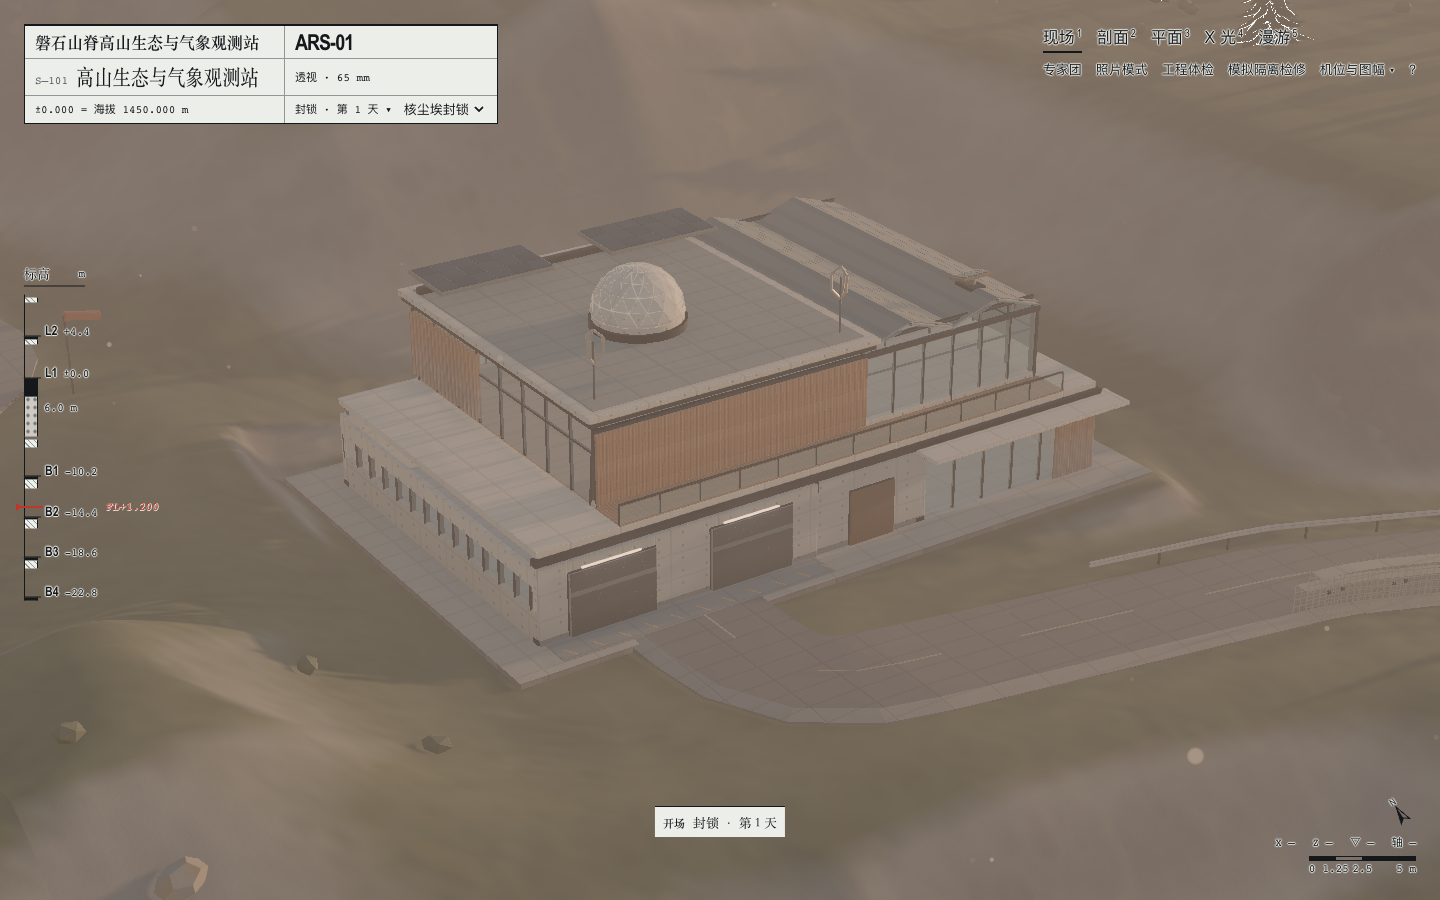 磐石山脊高山生态与气象观测站
ARS-01
S—101 高山生态与气象观测站
透视 · 65 mm
±0.000 = 海拔 1450.000 m
封锁 · 第 1 天 ▾ 核尘埃封锁
现场1 剖面2 平面3 X 光4 漫游5
专家团 照片模式 工程体检 模拟隔离检修 机位与图幅 ▾ ?
标高 m
L2 +4.4
L1 ±0.0
6.0 m
B1 −10.2
B2 −14.4 FL+1.200
B3 −18.6
B4 −22.8
开场 封锁 · 第1天
N
X — Z — ▽ — 轴 —
0 1.25 2.5 5 m